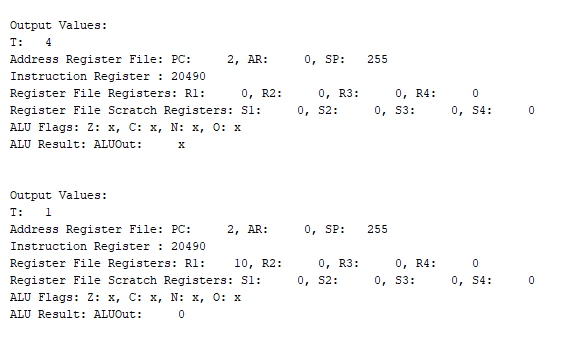 Output Values:
T: 4
Address Register File: PC: 2, AR: 0, SP: 255
Instruction Register : 20490
Register File Registers: R1: 0, R2: 0, R3: 0, R4: 0
Register File Scratch Registers: S1: 0, S2: 0, S3: 0, S4: 0
ALU Flags: Z: x, C: x, N: x, O: x
ALU Result: ALUOut: x
Output Values:
T: 1
Address Register File: PC: 2, AR: 0, SP: 255
Instruction Register : 20490
Register File Registers: R1: 10, R2: 0, R3: 0, R4: 0
Register File Scratch Registers: S1: 0, S2: 0, S3: 0, S4: 0
ALU Flags: Z: x, C: x, N: x, O: x
ALU Result: ALUOut: 0